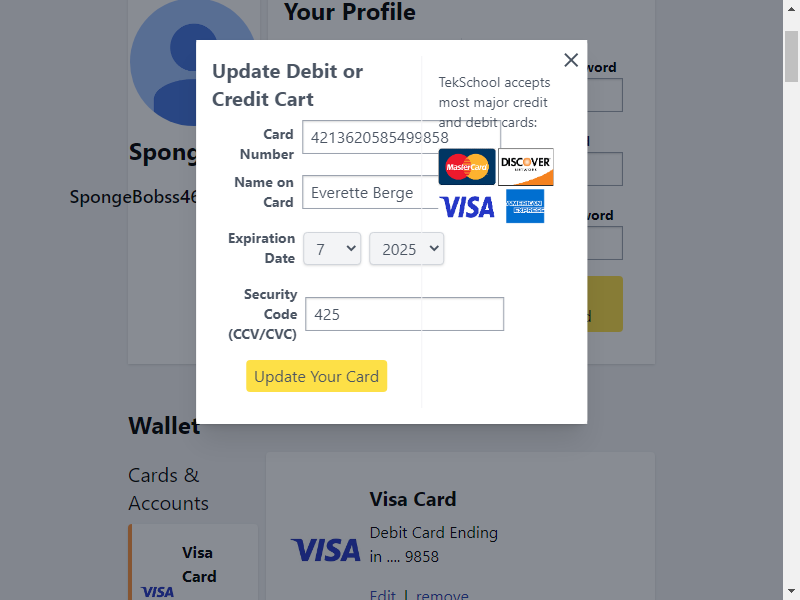 Your Profile
Update Debit or
Credit Cart
TekSchool accepts
most major credit
and debit cards:
Card
Number
4213620585499858
MasterCard
DISCOVER
NETWORK
Name on
Card
Everette Berge
VISA
AMERICAN
EXPRESS
Expiration
Date
7
2025
Security
Code
(CCV/CVC)
425
Update Your Card
Spong
SpongeBobss46
word
word
Wallet
Cards &
Accounts
Visa Card
Debit Card Ending
in .... 9858
VISA
Edit | remove
Visa
Card
VISA